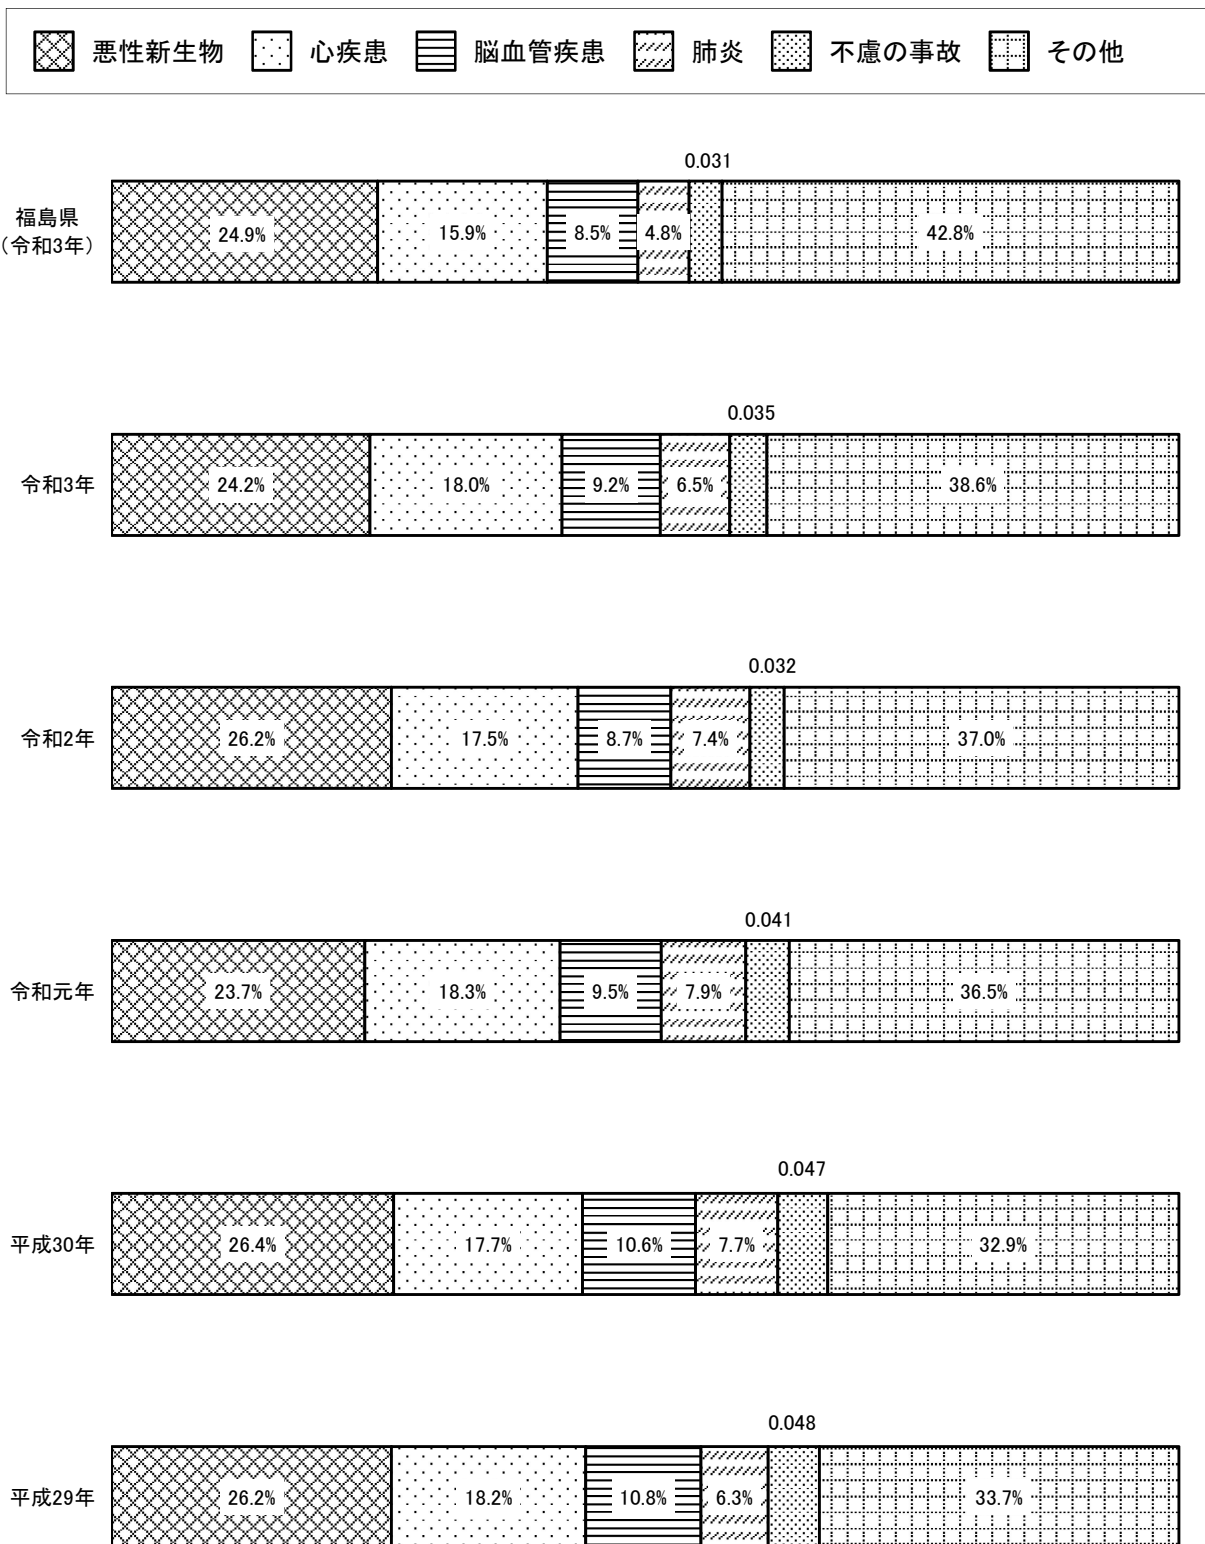 悪性新生物 心疾患 脳血管疾患 肺炎 不慮の事故 その他
0.031
福島県
（令和3年）
24.9% 15.9% 8.5% 4.8% 42.8%
0.035
令和3年 24.2% 18.0% 9.2% 6.5% 38.6%
0.032
令和2年 26.2% 17.5% 8.7% 7.4% 37.0%
0.041
令和元年 23.7% 18.3% 9.5% 7.9% 36.5%
0.047
平成30年 26.4% 17.7% 10.6% 7.7% 32.9%
0.048
平成29年 26.2% 18.2% 10.8% 6.3% 33.7%